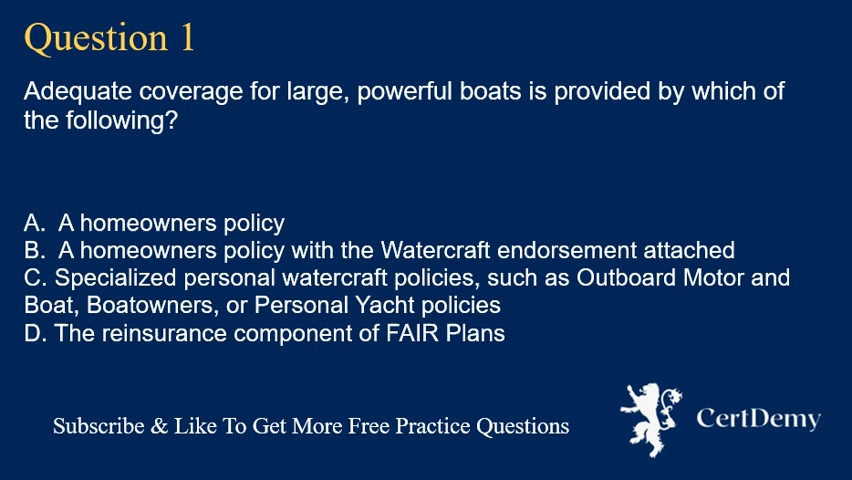 Question 1
Adequate coverage for large, powerful boats is provided by which of
the following?
A. A homeowners policy
B. A homeowners policy with the Watercraft endorsement attached
C. Specialized personal watercraft policies, such as Outboard Motor and
Boat, Boatowners, or Personal Yacht policies
D. The reinsurance component of FAIR Plans
Subscribe & Like To Get More Free Practice Questions
CertDemy